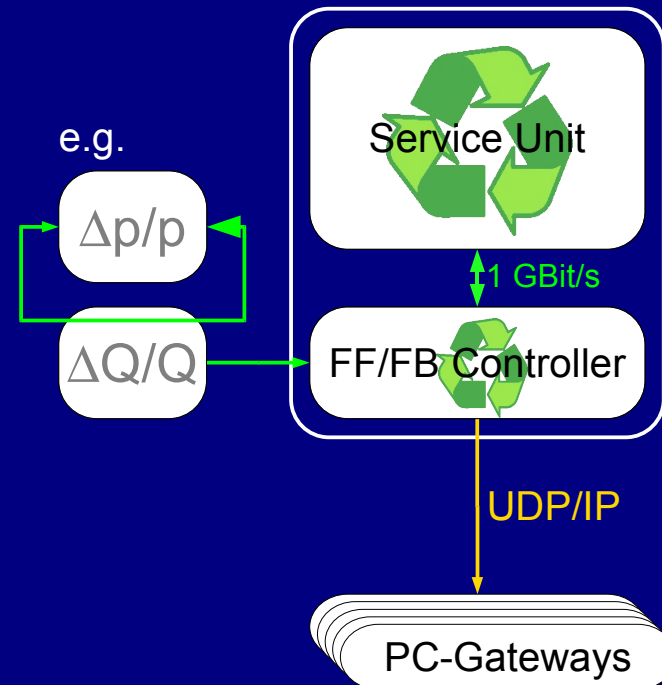 e.g.
Service Unit
Δp/p
1 GBit/s
ΔQ/Q
FF/FB Controller
UDP/IP
PC-Gateways